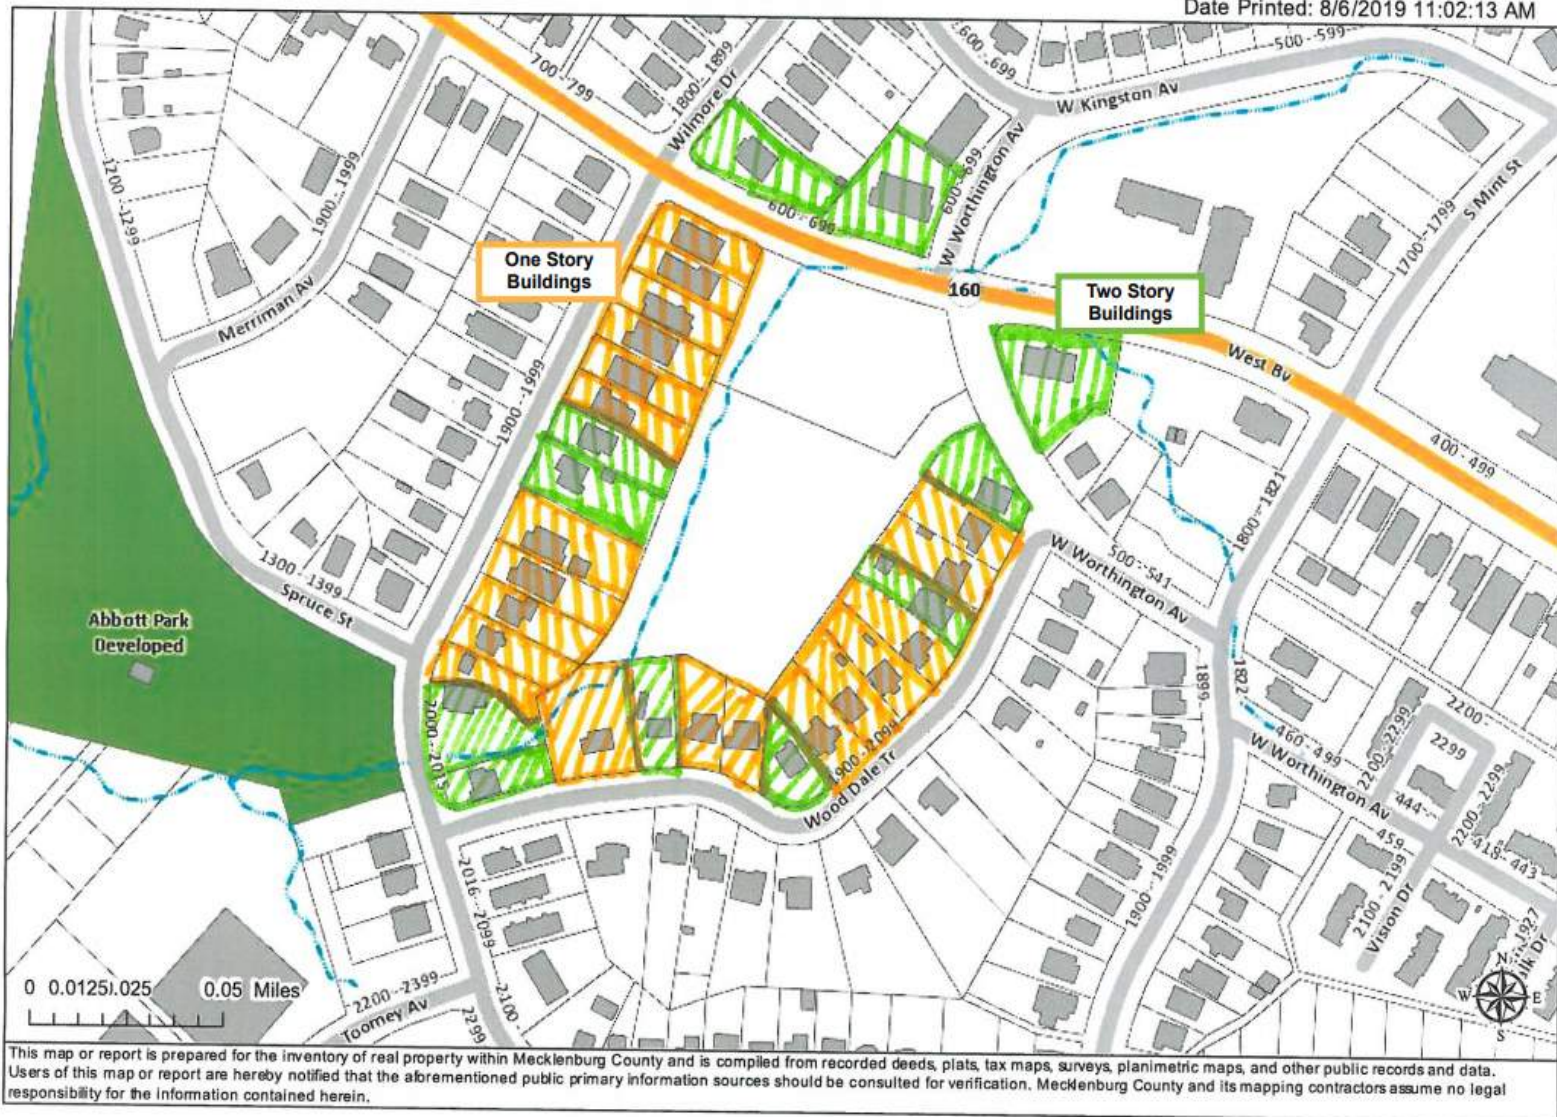 Date Printed: 8/6/2019 11:02:13 AM
700 - 799
1800 - 1899
Wilmore Dr
600 - 699
500 - 599
W Kingston Av
600 - 699
W Worthington Av
600 - 699
S Mint St
1700 - 1799
1200 - 1299
1900 - 1999
Merriman Av
One Story
Buildings
160
Two Story
Buildings
West Bv
400 - 499
1900 - 1999
1800 - 1821
500 - 541
W Worthington Av
1300 - 1399
Spruce St
Abbott Park
Developed
1899
1822
2000 - 2015
1900 - 2099
Wood Dale Tr
460 - 499
W Worthington Av
2200 - 2299
2200 -
2299
2200 - 2299
444 -
459
418 - 443
2100 - 2199
Vision Dr
1927
1900 - 1999
2016 - 2099
2100 -
2200 - 2399
Toomey Av
2299
0 0.0125
0.05 Miles
N
W
E
S
This map or report is prepared for the inventory of real property within Mecklenburg County and is compiled from recorded deeds, plats, tax maps, surveys, planimetric maps, and other public records and data.
Users of this map or report are hereby notified that the aforementioned public primary information sources should be consulted for verification. Mecklenburg County and its mapping contractors assume no legal
responsibility for the information contained herein.